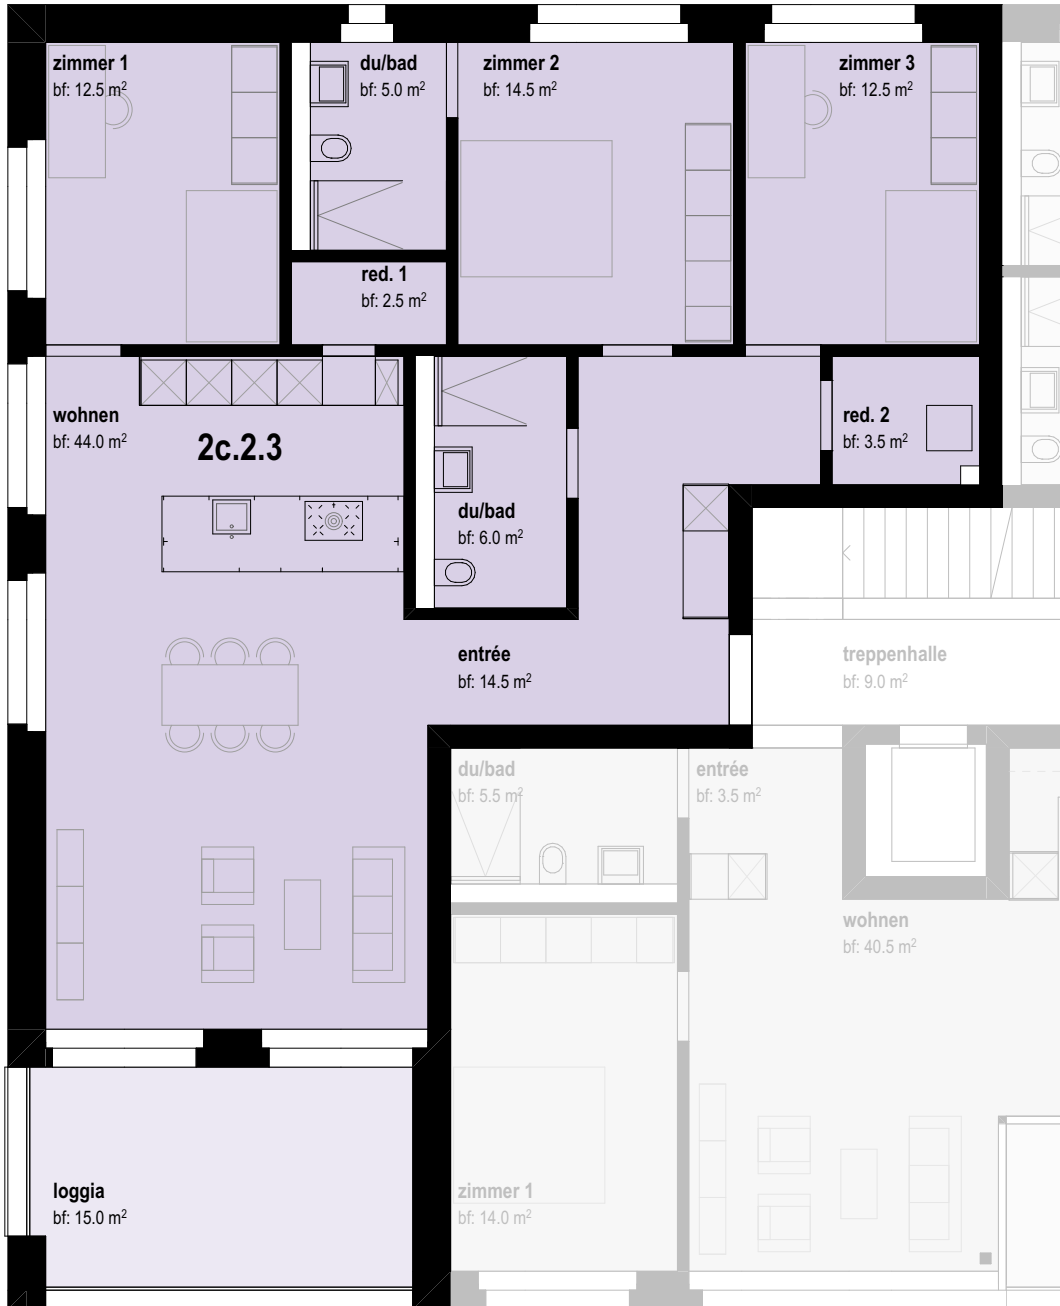 zimmer 1
bf: 12.5 m²
du/bad
bf: 5.0 m²
zimmer 2
bf: 14.5 m²
zimmer 3
bf: 12.5 m²
red. 1
bf: 2.5 m²
wohnen
bf: 44.0 m²
2c.2.3
red. 2
bf: 3.5 m²
du/bad
bf: 6.0 m²
entrée
bf: 14.5 m²
treppenhalle
bf: 9.0 m²
du/bad
bf: 5.5 m²
entrée
bf: 3.5 m²
wohnen
bf: 40.5 m²
loggia
bf: 15.0 m²
zimmer 1
bf: 14.0 m²